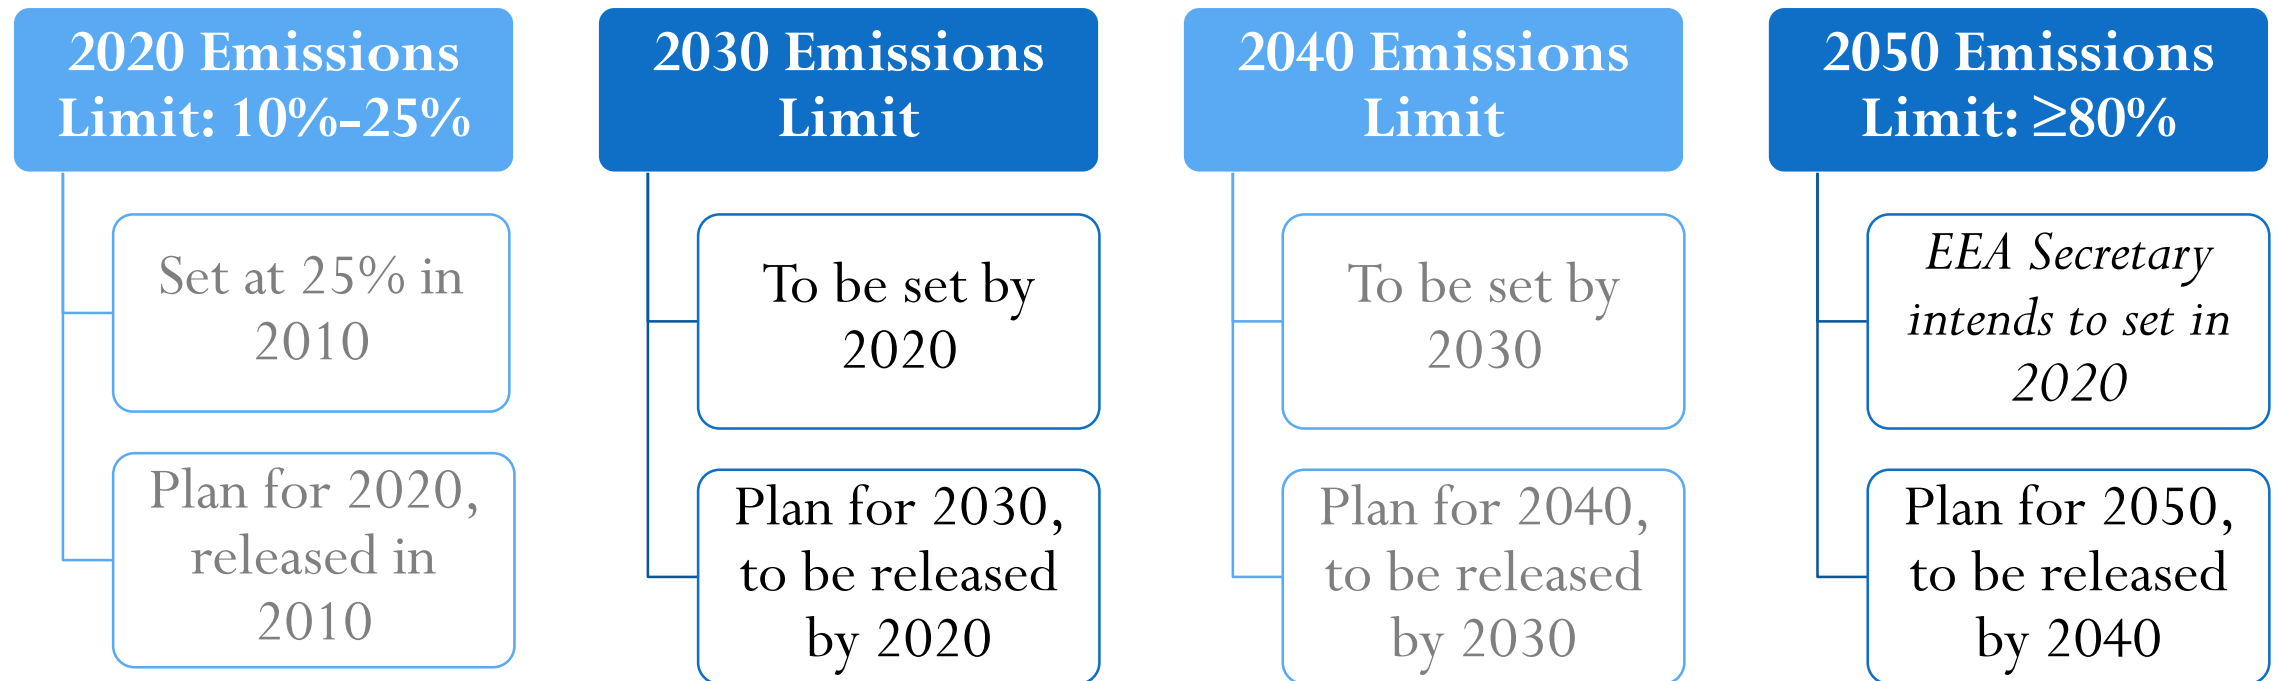 2020 Emissions
Limit: 10%-25%
Set at 25% in
2010
Plan for 2020,
released in
2010
2030 Emissions
Limit
To be set by
2020
Plan for 2030,
to be released
by 2020
2040 Emissions
Limit
To be set by
2030
Plan for 2040,
to be released
by 2030
2050 Emissions
Limit: ≥80%
EEA Secretary
intends to set in
2020
Plan for 2050,
to be released
by 2040